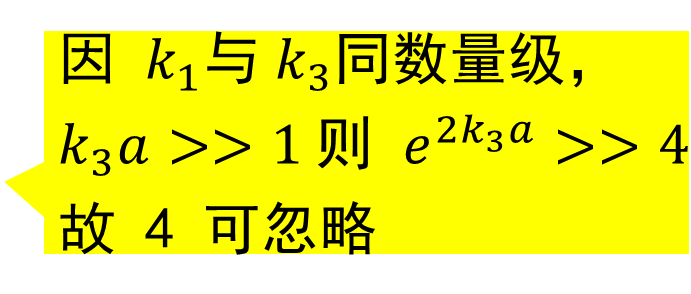 因 k₁与 k₃同数量级，
k₃a >> 1 则 e^{2k₃a} >> 4
故 4 可忽略